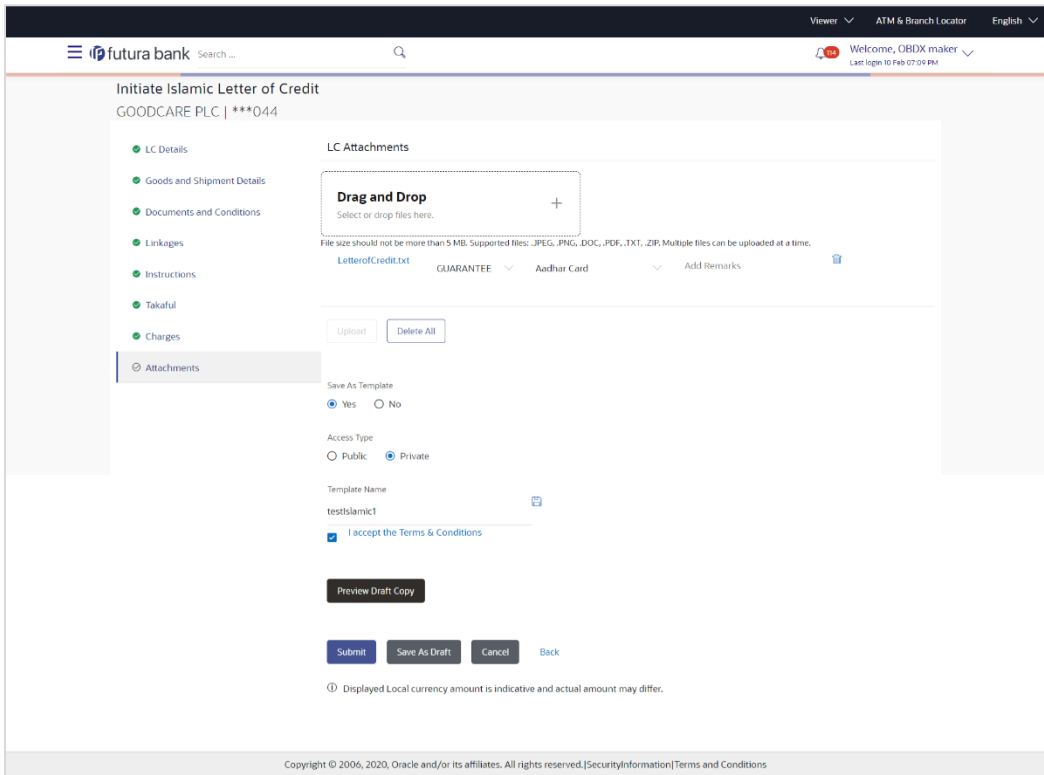 Viewer ATM & Branch Locator English
futura bank Search ... 114 Welcome, OBDX maker
Last login 10 Feb 07:09 PM
Initiate Islamic Letter of Credit
GOODCARE PLC | ***044
LC Details
Goods and Shipment Details
Documents and Conditions
Linkages
Instructions
Takaful
Charges
Attachments
LC Attachments
Drag and Drop
Select or drop files here.
File size should not be more than 5 MB. Supported files: .JPEG, .PNG, .DOC, .PDF, .TXT, .ZIP. Multiple files can be uploaded at a time.
LetterofCredit.txt GUARANTEE Aadhar Card Add Remarks
Upload Delete All
Save As Template
Yes No
Access Type
Public Private
Template Name
testIslamic1
I accept the Terms & Conditions
Preview Draft Copy
Submit Save As Draft Cancel Back
Displayed Local currency amount is indicative and actual amount may differ.
Copyright © 2006, 2020, Oracle and/or its affiliates. All rights reserved.|SecurityInformation|Terms and Conditions